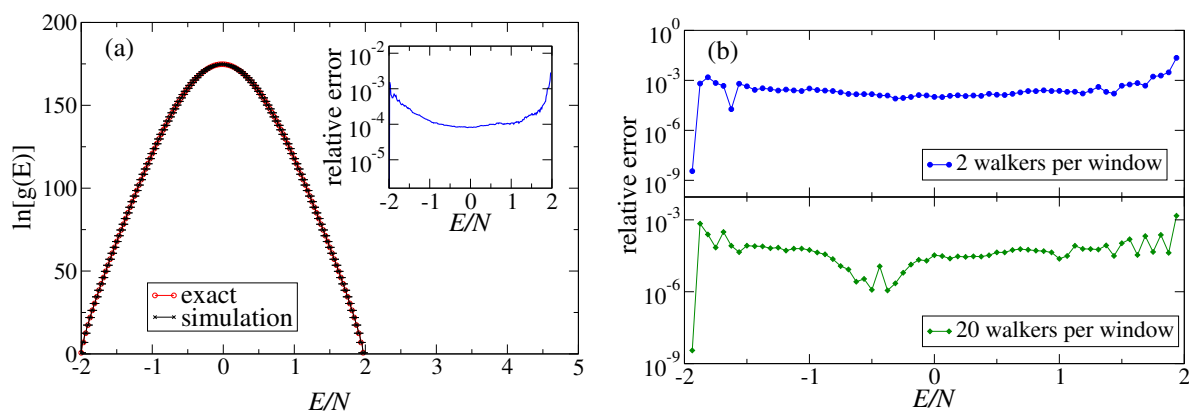 (a)
ln[g(E)]
200
150
100
50
0
-2
-1
0
1
2
3
4
5
E/N
exact
simulation
relative error
10-2
10-3
10-4
10-5
-2
-1
0
1
2
E/N
(b)
relative error
100
10-3
10-6
10-9
2 walkers per window
10-3
10-6
10-9
20 walkers per window
-2
-1
0
1
2
E/N